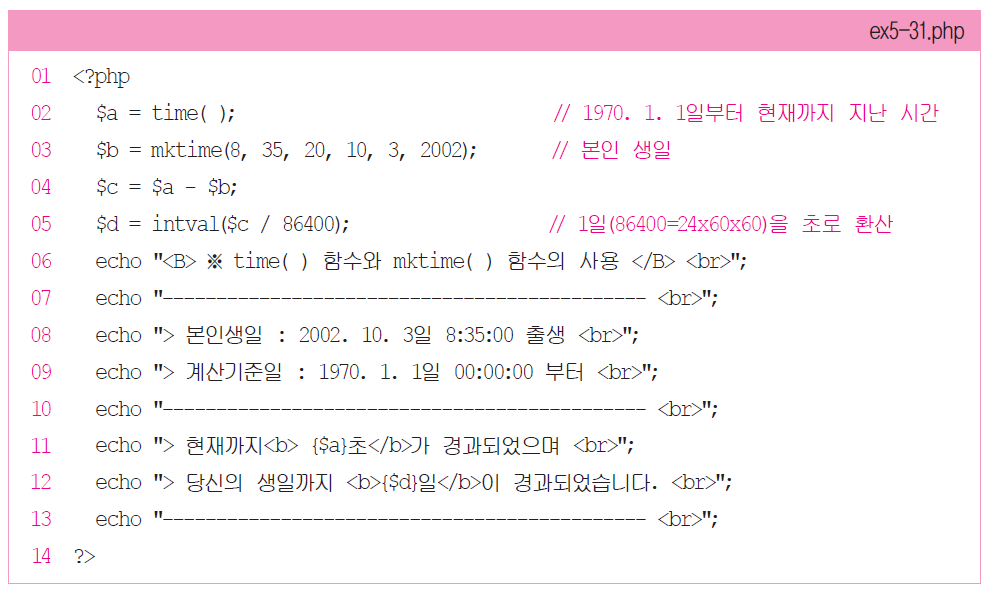 ex5-31.php
01 <?php
02 $a = time( ); // 1970. 1. 1일부터 현재까지 지난 시간
03 $b = mktime(8, 35, 20, 10, 3, 2002); // 본인 생일
04 $c = $a - $b;
05 $d = intval($c / 86400); // 1일(86400=24x60x60)을 초로 환산
06 echo "<B> ※ time( ) 함수와 mktime( ) 함수의 사용 </B> <br>";
07 echo "--------------------------------------------- <br>";
08 echo "> 본인생일 : 2002. 10. 3일 8:35:00 출생 <br>";
09 echo "> 계산기준일 : 1970. 1. 1일 00:00:00 부터 <br>";
10 echo "--------------------------------------------- <br>";
11 echo "> 현재까지<b> {$a}초</b>가 경과되었으며 <br>";
12 echo "> 당신의 생일까지 <b>{$d}일</b>이 경과되었습니다. <br>";
13 echo "--------------------------------------------- <br>";
14 ?>